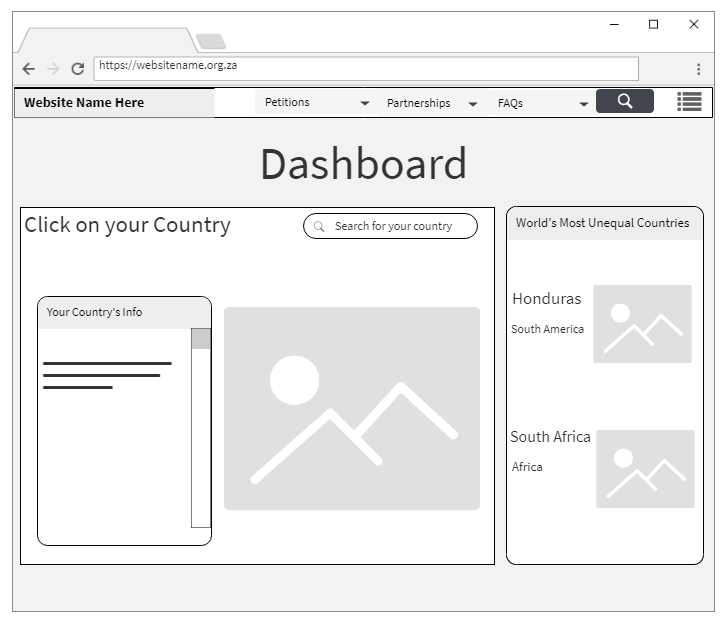 https://websitename.org.za
Website Name Here
Petitions
Partnerships
FAQs
Dashboard
Click on your Country
Search for your country
Your Country's Info
World's Most Unequal Countries
Honduras
South America
South Africa
Africa